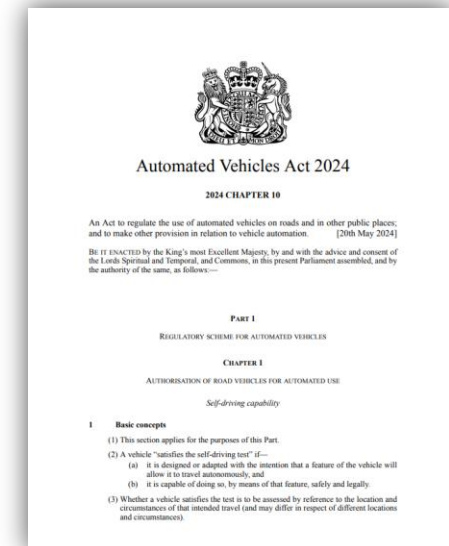 Automated Vehicles Act 2024
2024 CHAPTER 10
An Act to regulate the use of automated vehicles on roads and in other public places;
and to make other provision in relation to vehicle automation. [20th May 2024]
BE IT ENACTED by the King's most Excellent Majesty, by and with the advice and consent of
the Lords Spiritual and Temporal, and Commons, in this present Parliament assembled, and by
the authority of the same, as follows:—
PART 1
REGULATORY SCHEME FOR AUTOMATED VEHICLES
CHAPTER 1
AUTHORISATION OF ROAD VEHICLES FOR AUTOMATED USE
Self-driving capability
1 Basic concepts
(1) This section applies for the purposes of this Part.
(2) A vehicle "satisfies the self-driving test" if—
(a) it is designed or adapted with the intention that a feature of the vehicle will
allow it to travel autonomously, and
(b) it is capable of doing so, by means of that feature, safely and legally.
(3) Whether a vehicle satisfies the test is to be assessed by reference to the location and
circumstances of that intended travel (and may differ in respect of different locations
and circumstances).